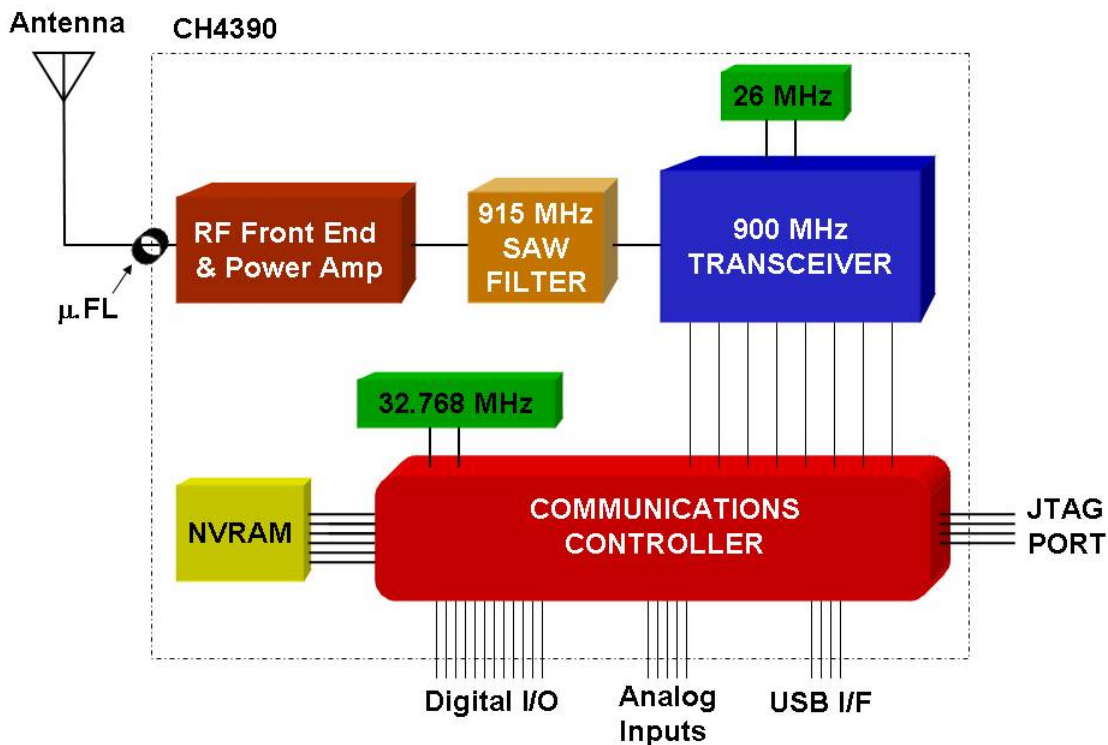 Antenna
CH4390
26 MHz
RF Front End
& Power Amp
915 MHz
SAW
FILTER
900 MHz
TRANSCEIVER
μ.FL
32.768 MHz
NVRAM
COMMUNICATIONS
CONTROLLER
JTAG
PORT
Digital I/O
Analog
Inputs
USB I/F